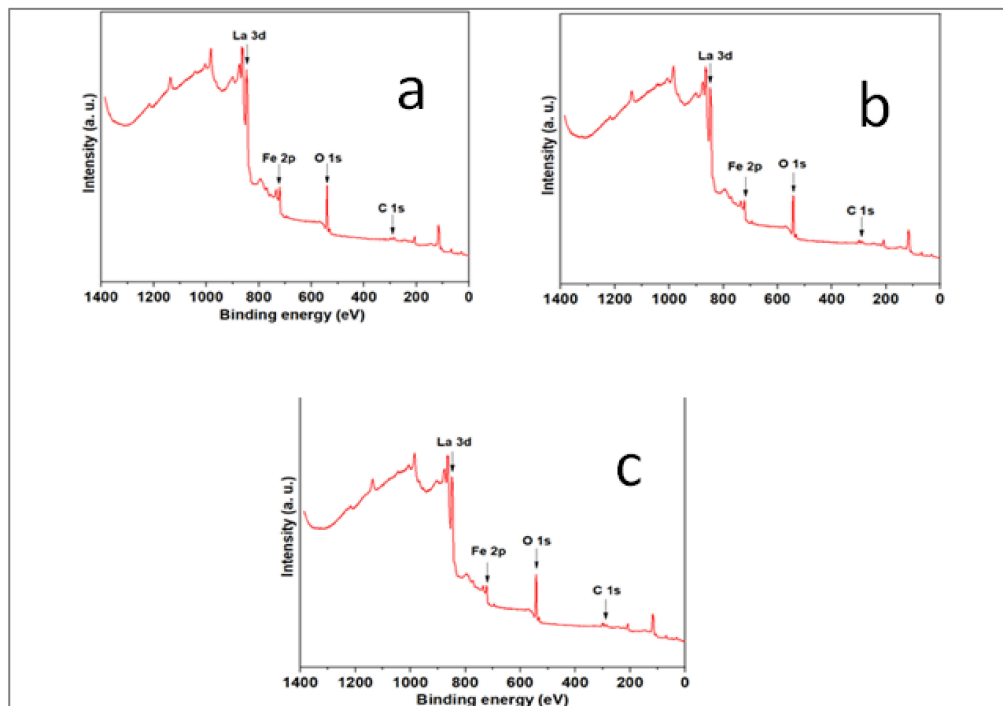 a
La 3d
Fe 2p
O 1s
C 1s
Intensity (a. u.)
1400 1200 1000 800 600 400 200 0
Binding energy (eV)
b
La 3d
Fe 2p
O 1s
C 1s
Intensity (a. u.)
1400 1200 1000 800 600 400 200 0
Binding energy (eV)
c
La 3d
Fe 2p
O 1s
C 1s
Intensity (a. u.)
1400 1200 1000 800 600 400 200 0
Binding energy (eV)